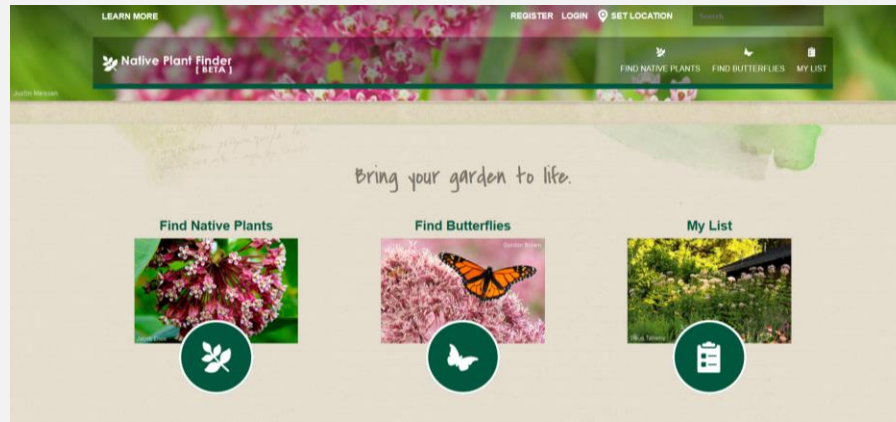 LEARN MORE
REGISTER LOGIN SET LOCATION
Search
Native Plant Finder
[ BETA ]
FIND NATIVE PLANTS FIND BUTTERFLIES MY LIST
Justin Meissen
Bring your garden to life.
Find Native Plants
Find Butterflies
My List